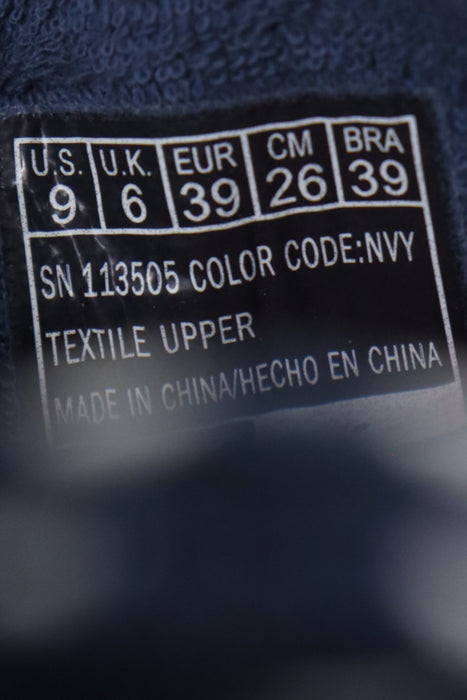 U.S. U.K. EUR CM BRA
9 6 39 26 39
SN 113505 COLOR CODE:NVY
TEXTILE UPPER
MADE IN CHINA/HECHO EN CHINA